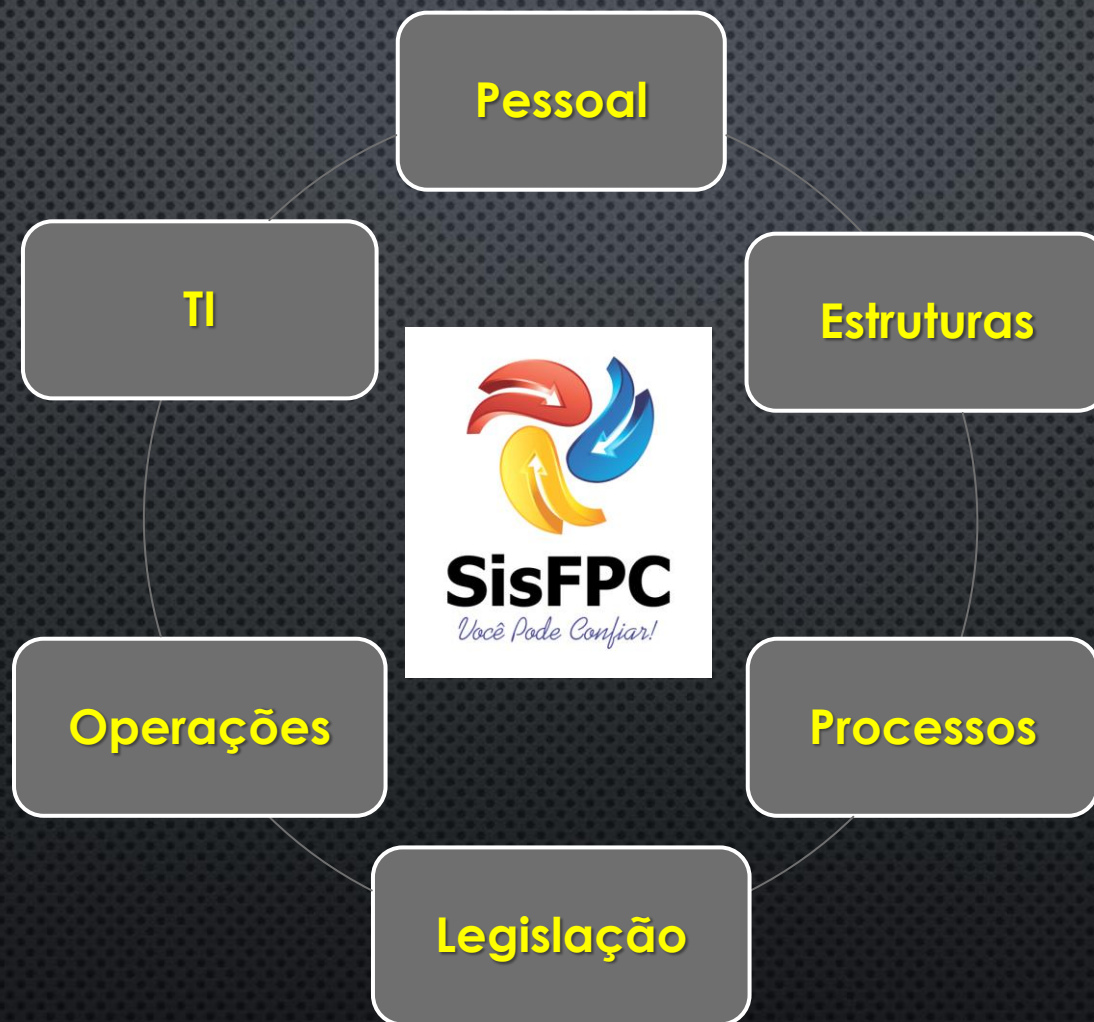 Pessoal
TI
Estruturas
SisFPC
Você Pode Confiar!
Operações
Processos
Legislação